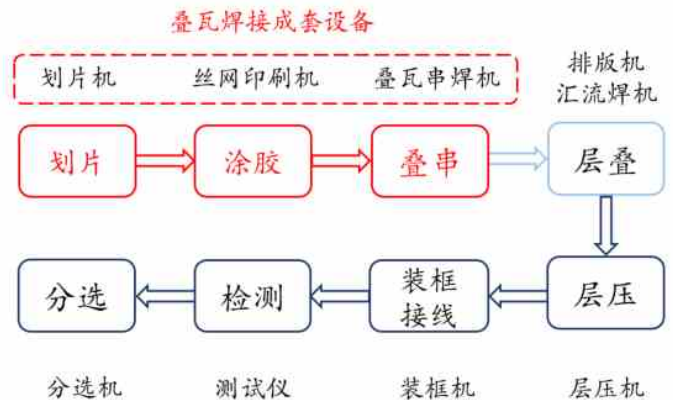 叠瓦焊接成套设备
划片机 丝网印刷机 叠瓦串焊机
排版机
汇流焊机
划片 涂胶 叠串 层叠
分选 检测 装框
接线 层压
分选机 测试仪 装框机 层压机